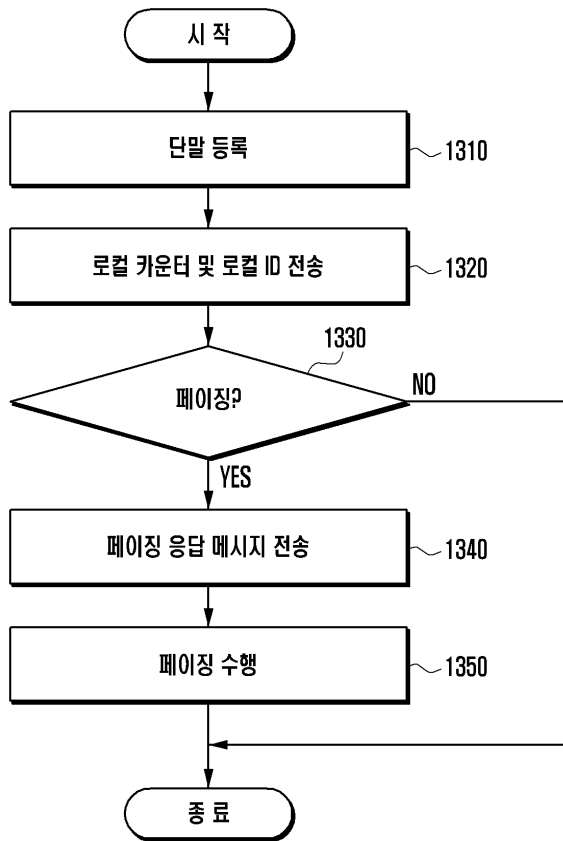 시 작
단말 등록
1310
로컬 카운터 및 로컬 ID 전송
1320
1330
페이징?
NO
YES
페이징 응답 메시지 전송
1340
페이징 수행
1350
종 료